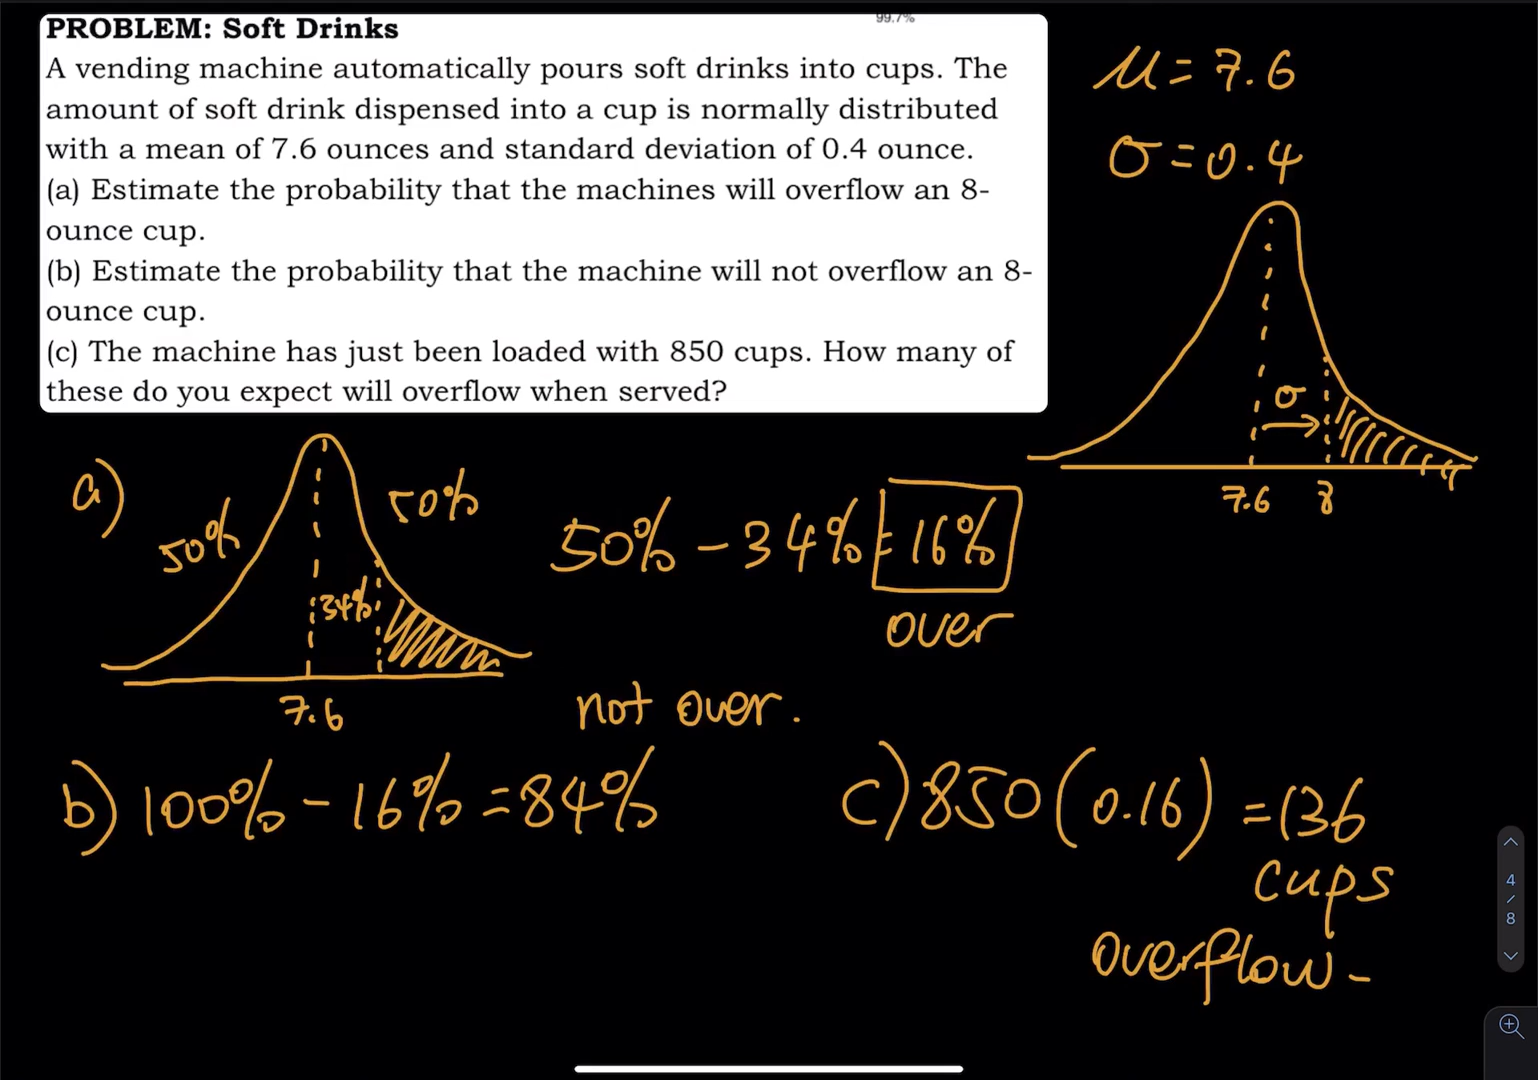 99.7%
PROBLEM: Soft Drinks
A vending machine automatically pours soft drinks into cups. The
amount of soft drink dispensed into a cup is normally distributed
with a mean of 7.6 ounces and standard deviation of 0.4 ounce.
(a) Estimate the probability that the machines will overflow an 8-
ounce cup.
(b) Estimate the probability that the machine will not overflow an 8-
ounce cup.
(c) The machine has just been loaded with 850 cups. How many of
these do you expect will overflow when served?
μ = 7.6
σ = 0.4
σ
7.6 8
a)
50% 50%
34%
7.6
50% - 34% = 16%
over
not over.
b) 100% - 16% = 84%
c) 850 (0.16) = 136
cups
overflow -
4
/
8